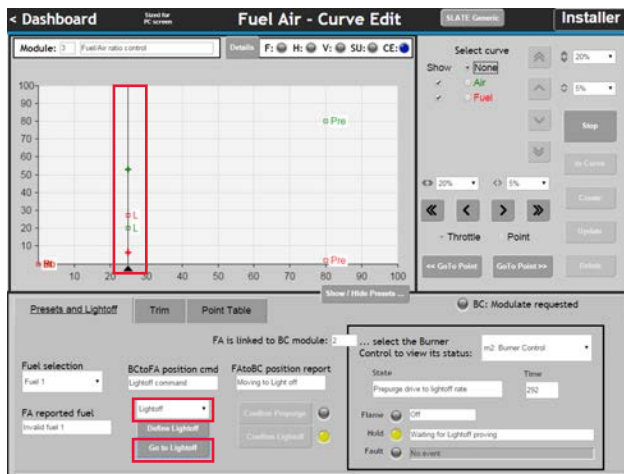 < Dashboard
Sized for
PC screen
Fuel Air - Curve Edit
SLATE Generic
Installer
Module: 3 Fuel/Air ratio control
Details
F: H: V: SU: CE:
100
90
80
70
60
50
40
30
20
10
10 20 30 40 50 60 70 80 90 100
Pre
L
L
Pre
Show / Hide Presets ...
Select curve
Show
None
Air
Fuel
20%
5%
Stop
20%
5%
Throttle
Point
<< GoTo Point
GoTo Point >>
Create
Update
Delete
Presets and Lightoff
Trim
Point Table
BC: Modulate requested
FA is linked to BC module: 2
... select the Burner
Control to view its status:
m2: Burner Control
Fuel selection
Fuel 1
FA reported fuel
Invalid fuel 1
BCtoFA position cmd
Lightoff command
Lightoff
Define Lightoff
Go to Lightoff
FAtoBC position report
Moving to Light off
Confirm Prepurge
Confirm Lightoff
State
Prepurge drive to lightoff rate
Time
292
Flame Off
Hold Waiting for Lightoff proving
Fault No event